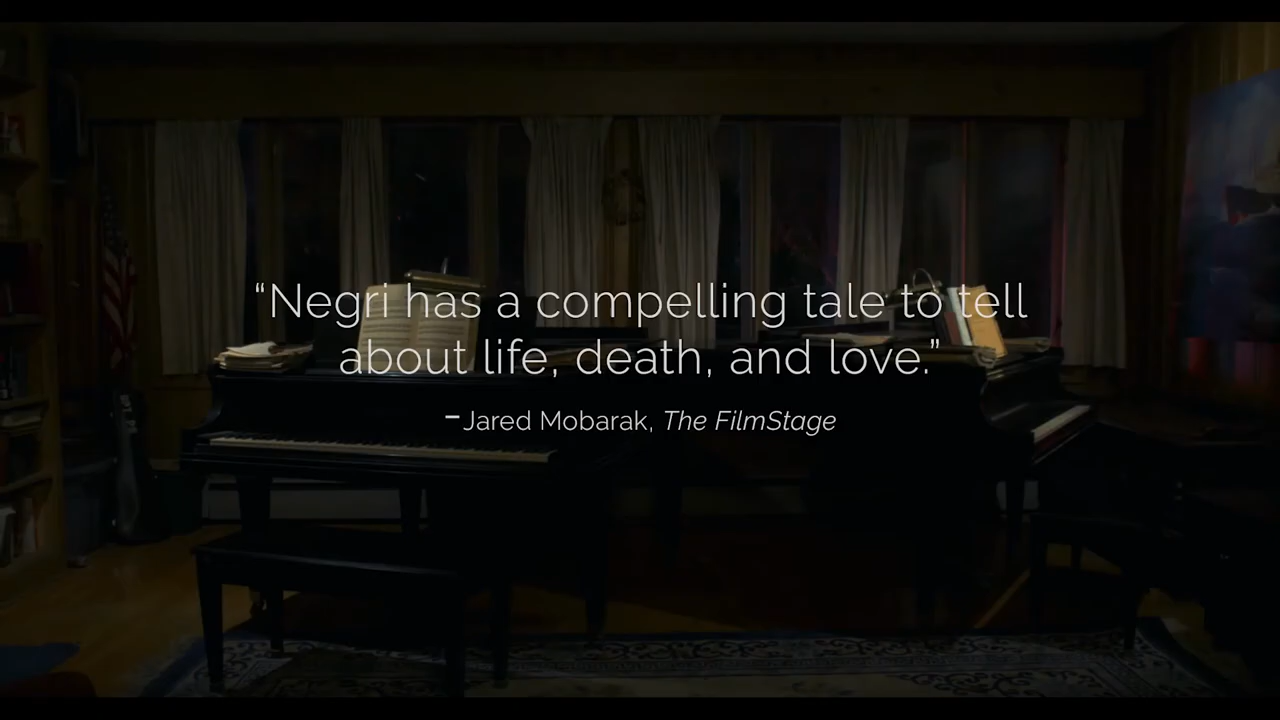 “Negri has a compelling tale to tell
about life, death, and love.”
–Jared Mobarak, The FilmStage